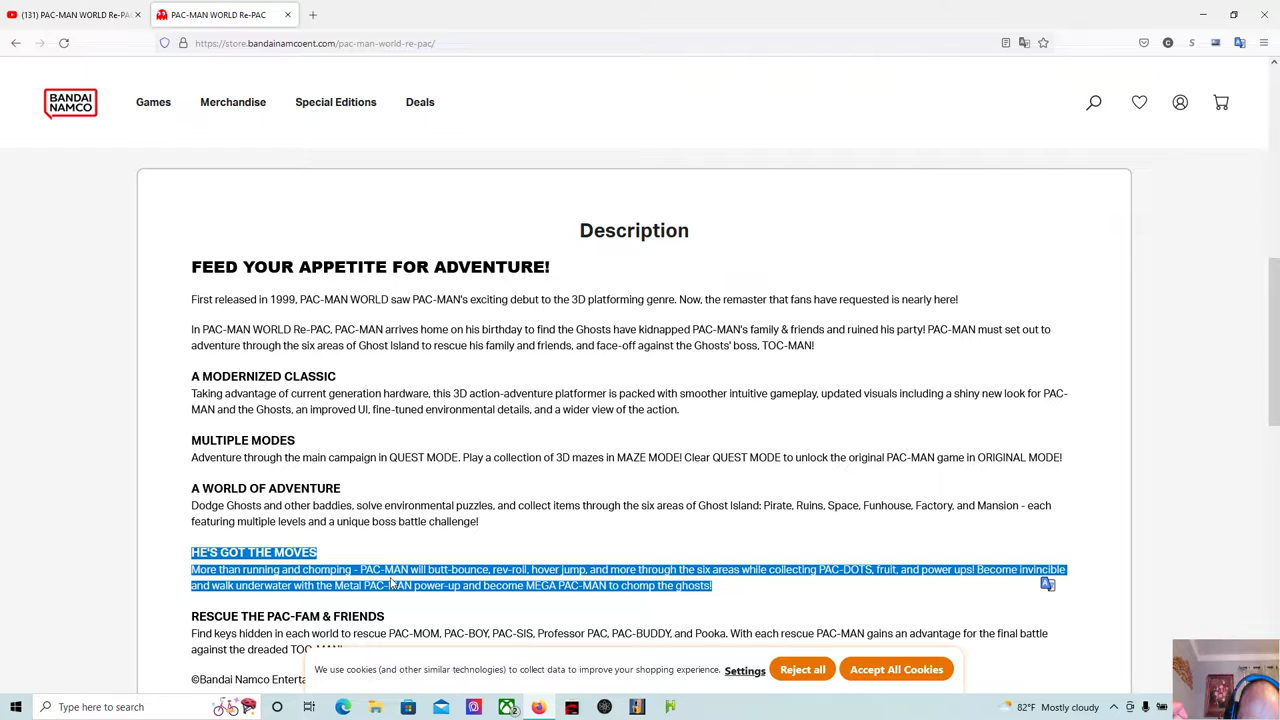 (131) PAC-MAN WORLD Re-PAC
PAC-MAN WORLD Re-PAC
https://store.bandainamcoent.com/pac-man-world-re-pac/
BANDAI
NAMCO
Games
Merchandise
Special Editions
Deals
Description
FEED YOUR APPETITE FOR ADVENTURE!
First released in 1999, PAC-MAN WORLD saw PAC-MAN's exciting debut to the 3D platforming genre. Now, the remaster that fans have requested is nearly here!
In PAC-MAN WORLD Re-PAC, PAC-MAN arrives home on his birthday to find the Ghosts have kidnapped PAC-MAN's family & friends and ruined his party! PAC-MAN must set out to
adventure through the six areas of Ghost Island to rescue his family and friends, and face-off against the Ghosts' boss, TOC-MAN!
A MODERNIZED CLASSIC
Taking advantage of current generation hardware, this 3D action-adventure platformer is packed with smoother intuitive gameplay, updated visuals including a shiny new look for PAC-
MAN and the Ghosts, an improved UI, fine-tuned environmental details, and a wider view of the action.
MULTIPLE MODES
Adventure through the main campaign in QUEST MODE. Play a collection of 3D mazes in MAZE MODE! Clear QUEST MODE to unlock the original PAC-MAN game in ORIGINAL MODE!
A WORLD OF ADVENTURE
Dodge Ghosts and other baddies, solve environmental puzzles, and collect items through the six areas of Ghost Island: Pirate, Ruins, Space, Funhouse, Factory, and Mansion - each
featuring multiple levels and a unique boss battle challenge!
HE'S GOT THE MOVES
More than running and chomping - PAC-MAN will butt-bounce, rev-roll, hover jump, and more through the six areas while collecting PAC-DOTS, fruit, and power ups! Become invincible
and walk underwater with the Metal PAC-MAN power-up and become MEGA PAC-MAN to chomp the ghosts!
RESCUE THE PAC-FAM & FRIENDS
Find keys hidden in each world to rescue PAC-MOM, PAC-BOY, PAC-SIS, Professor PAC, PAC-BUDDY, and Pooka. With each rescue PAC-MAN gains an advantage for the final battle
against the dreaded TOC-MAN!
©Bandai Namco Enterta
We use cookies (and other similar technologies) to collect data to improve your shopping experience.
Settings
Reject all
Accept All Cookies
Type here to search
82°F Mostly cloudy